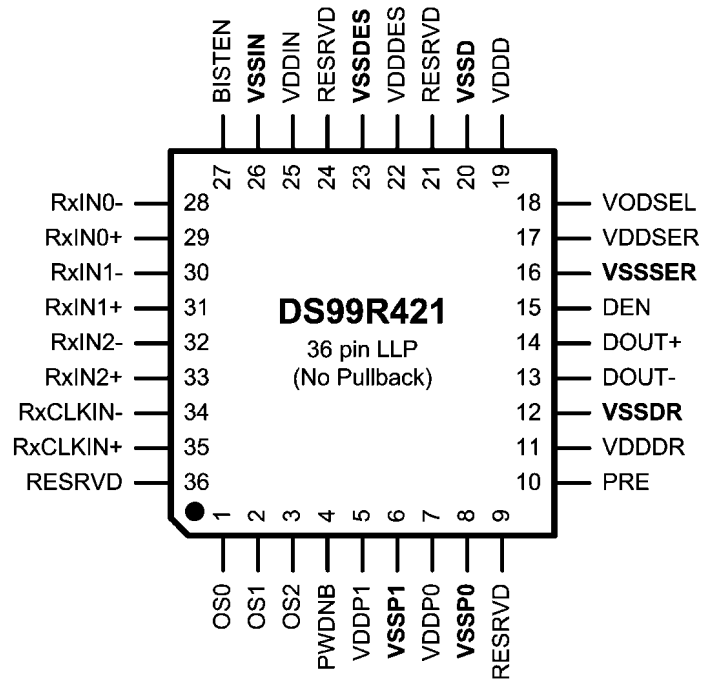 BISTEN
VSSIN
VDDIN
RESRVD
VSSDES
VDDDES
RESRVD
VSSD
VDDD
27 26 25 24 23 22 21 20 19
RxIN0- 28
RxIN0+ 29
RxIN1- 30
RxIN1+ 31
RxIN2- 32
RxIN2+ 33
RxCLKIN- 34
RxCLKIN+ 35
RESRVD 36
DS99R421
36 pin LLP
(No Pullback)
18 VODSEL
17 VDDSER
16 VSSSER
15 DEN
14 DOUT+
13 DOUT-
12 VSSDR
11 VDDDR
10 PRE
1 2 3 4 5 6 7 8 9
OS0
OS1
OS2
PWDNB
VDDP1
VSSP1
VDDP0
VSSP0
RESRVD